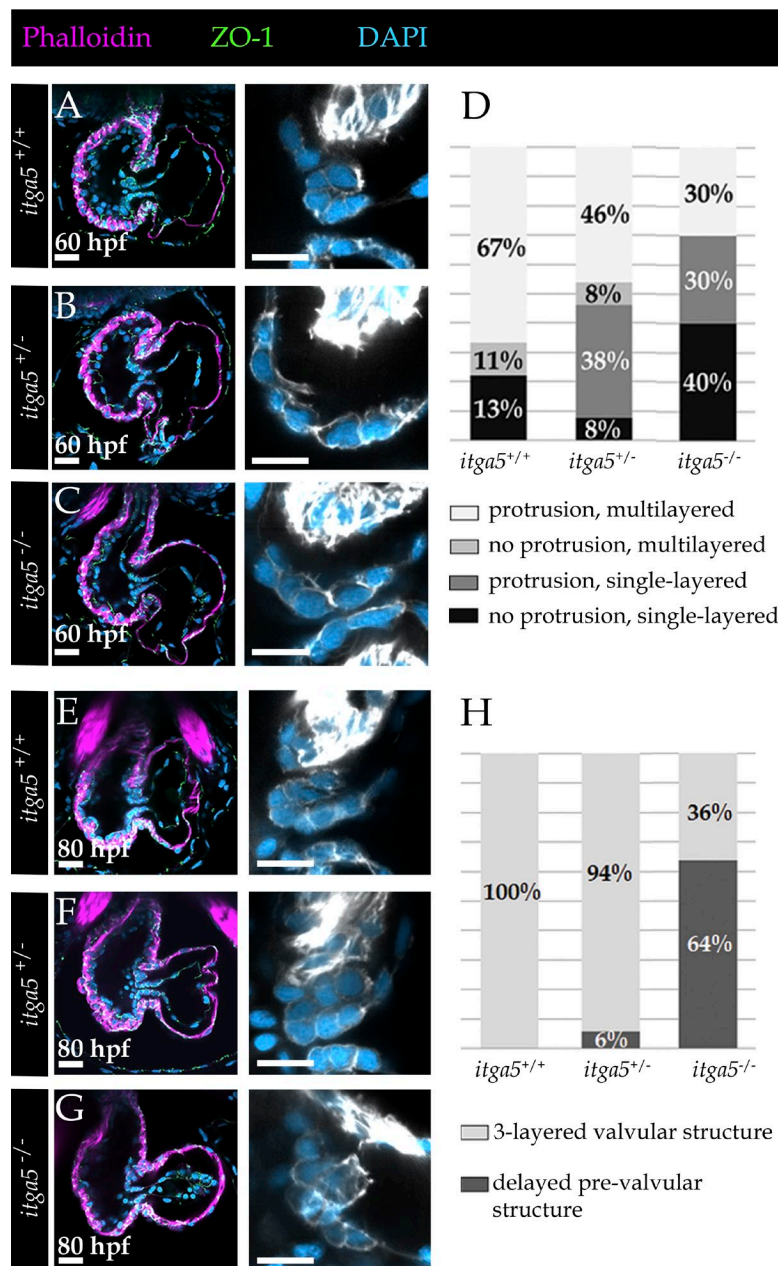 Phalloidin ZO-1 DAPI
A
itga5+/+
60 hpf
B
itga5+/-
60 hpf
C
itga5-/-
60 hpf
D
67%
11%
13%
46%
8%
38%
8%
30%
30%
40%
itga5+/+ itga5+/- itga5-/-
protrusion, multilayered
no protrusion, multilayered
protrusion, single-layered
no protrusion, single-layered
E
itga5+/+
80 hpf
F
itga5+/-
80 hpf
G
itga5-/-
80 hpf
H
100%
94%
6%
36%
64%
itga5+/+ itga5+/- itga5-/-
3-layered valvular structure
delayed pre-valvular
structure